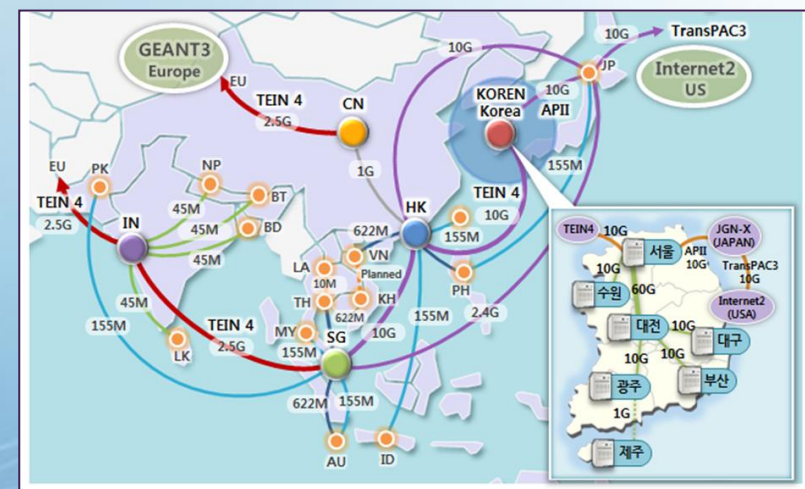 GEANT3
Europe
EU
TEIN 4
2.5G
CN
10G
10G
TransPAC3
JP
Internet2
US
KOREN
Korea
10G
APII
EU
TEIN 4
2.5G
PK
NP
BT
BD
IN
45M
45M
45M
1G
HK
TEIN 4
10G
155M
622M
155M
VN
LA
10M
Planned
TH
KH
622M
PH
45M
155M
LK
TEIN 4
2.5G
MY
155M
SG
10G
155M
2.4G
622M
155M
AU
ID
TEIN4
10G
서울
JGN-X
(JAPAN)
APII
10G
TransPAC3
10G
Internet2
(USA)
10G
수원
60G
대전
10G
대구
10G
10G
광주
부산
1G
제주